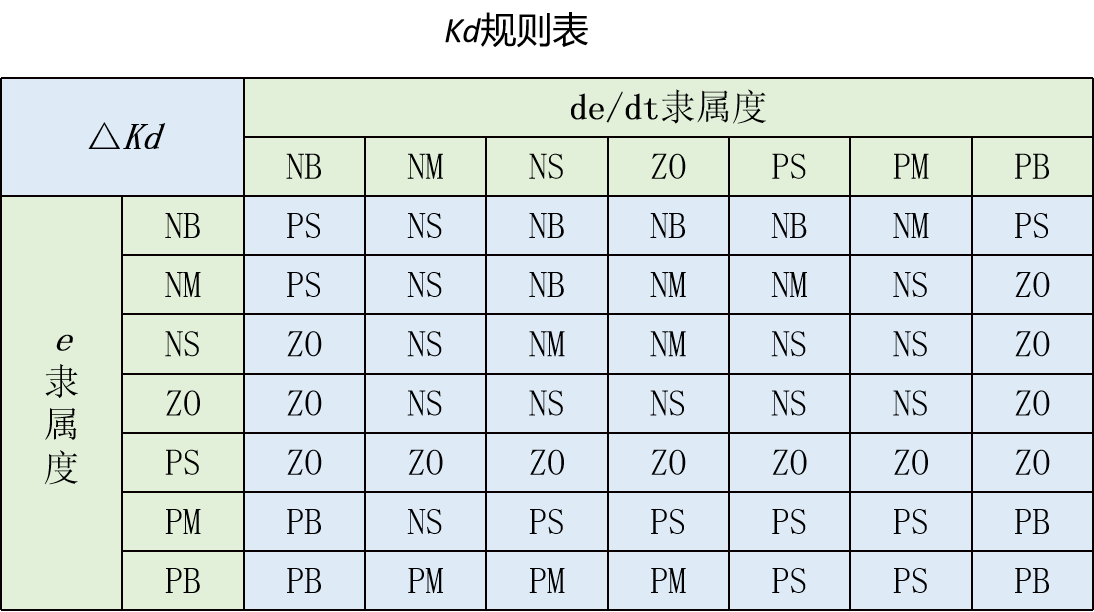 Kd规则表
△Kd de/dt隶属度
NB NM NS ZO PS PM PB
e隶属度 NB PS NS NB NB NB NM PS
NM PS NS NB NM NM NS ZO
NS ZO NS NM NM NS NS ZO
ZO ZO NS NS NS NS NS ZO
PS ZO ZO ZO ZO ZO ZO ZO
PM PB NS PS PS PS PS PB
PB PB PM PM PM PS PS PB